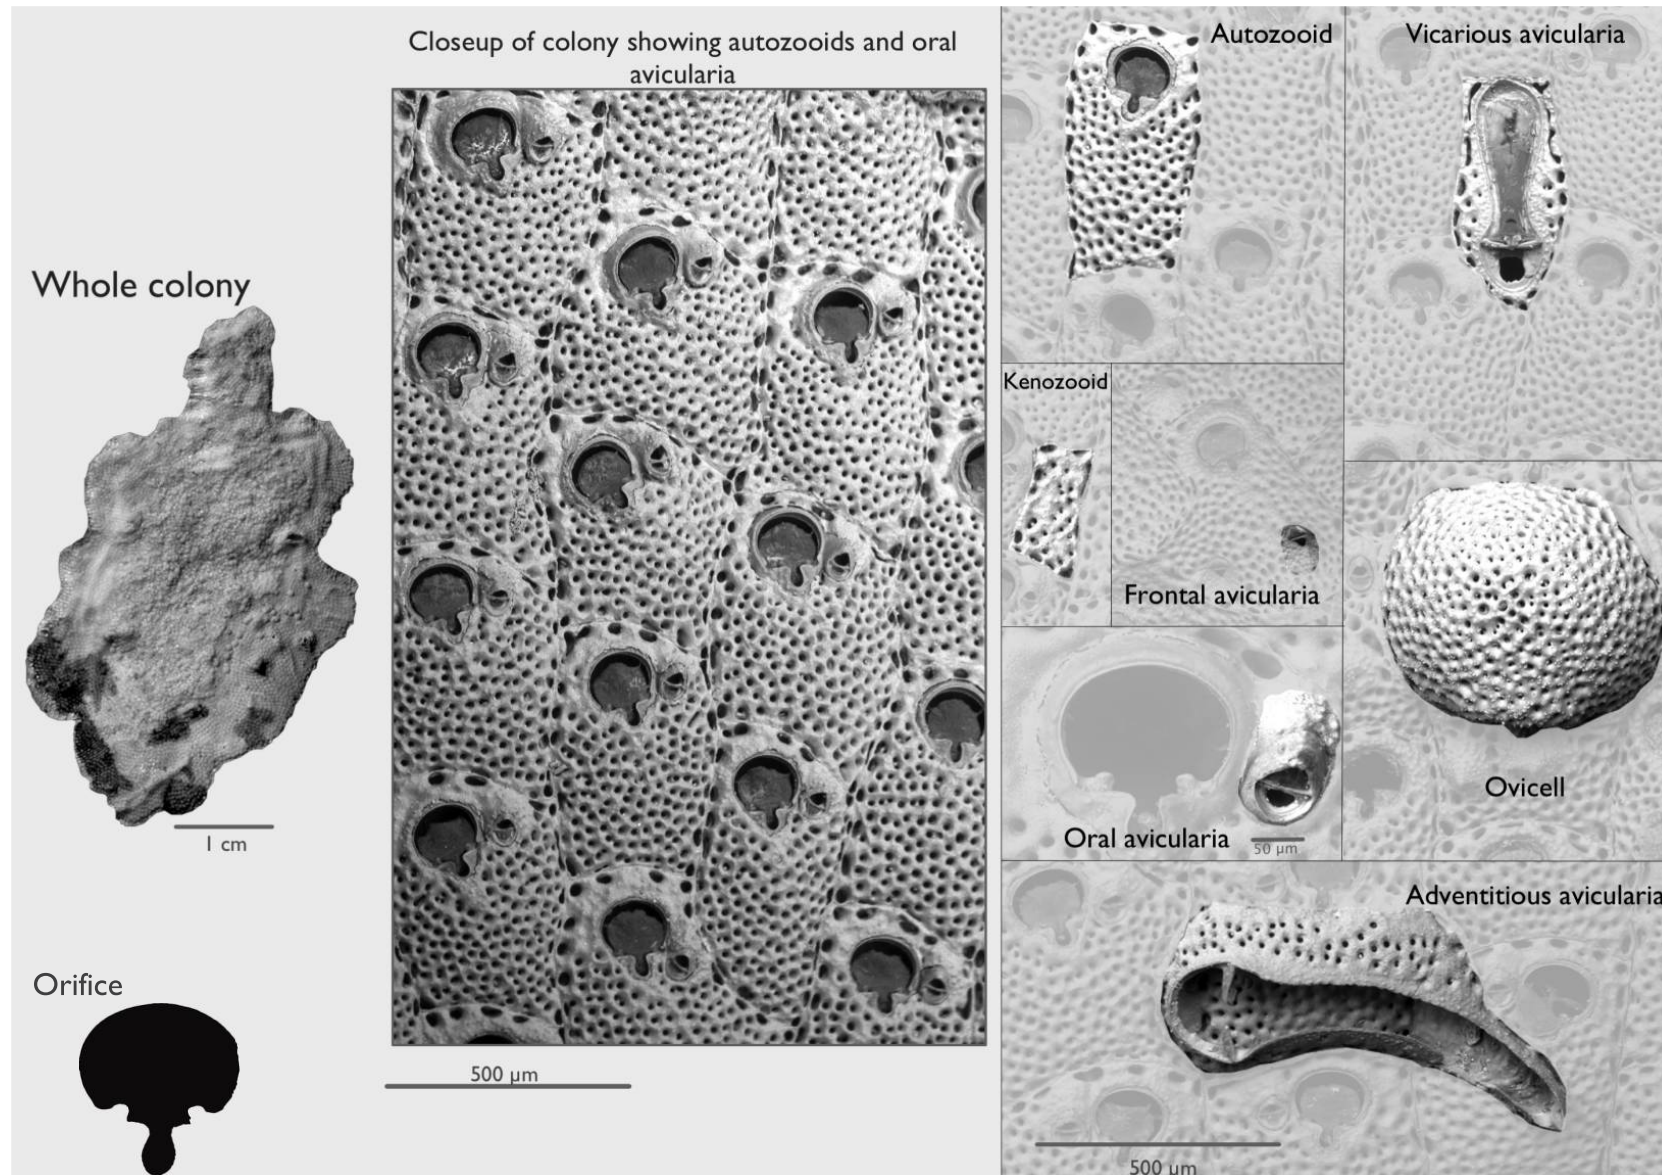 Closeup of colony showing autozooids and oral
avicularia
Whole colony
1 cm
Orifice
500 µm
Autozooid
Vicarious avicularia
Kenozooid
Frontal avicularia
Oral avicularia
50 µm
Ovicell
Adventitious avicularia
500 µm